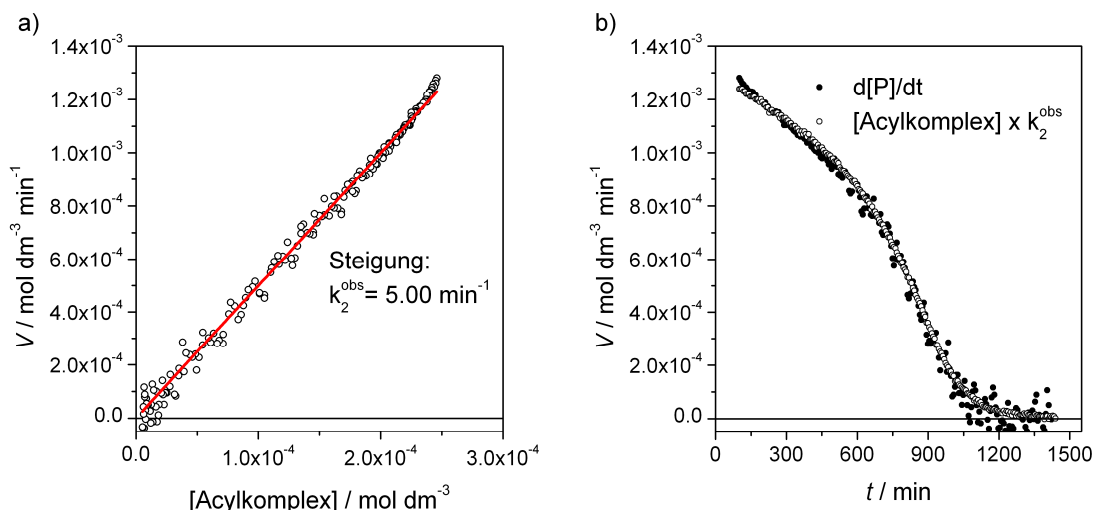 a)
1.4x10⁻³
1.2x10⁻³
1.0x10⁻³
8.0x10⁻⁴
6.0x10⁻⁴
4.0x10⁻⁴
2.0x10⁻⁴
0.0
V / mol dm⁻³ min⁻¹
Steigung:
k₂ᵒᵇˢ= 5.00 min⁻¹
0.0 1.0x10⁻⁴ 2.0x10⁻⁴ 3.0x10⁻⁴
[Acylkomplex] / mol dm⁻³
b)
1.4x10⁻³
1.2x10⁻³
1.0x10⁻³
8.0x10⁻⁴
6.0x10⁻⁴
4.0x10⁻⁴
2.0x10⁻⁴
0.0
V / mol dm⁻³ min⁻¹
d[P]/dt
[Acylkomplex] x k₂ᵒᵇˢ
0 300 600 900 1200 1500
t / min